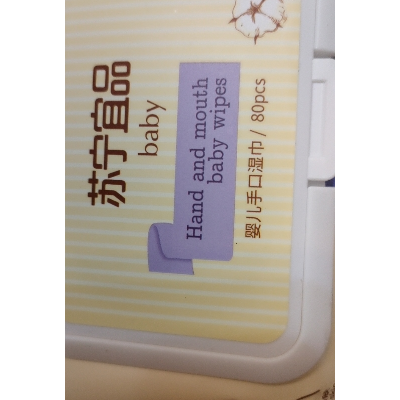 苏宁宜品
baby
Hand and mouth
baby wipes
婴儿手口湿巾 / 80pcs